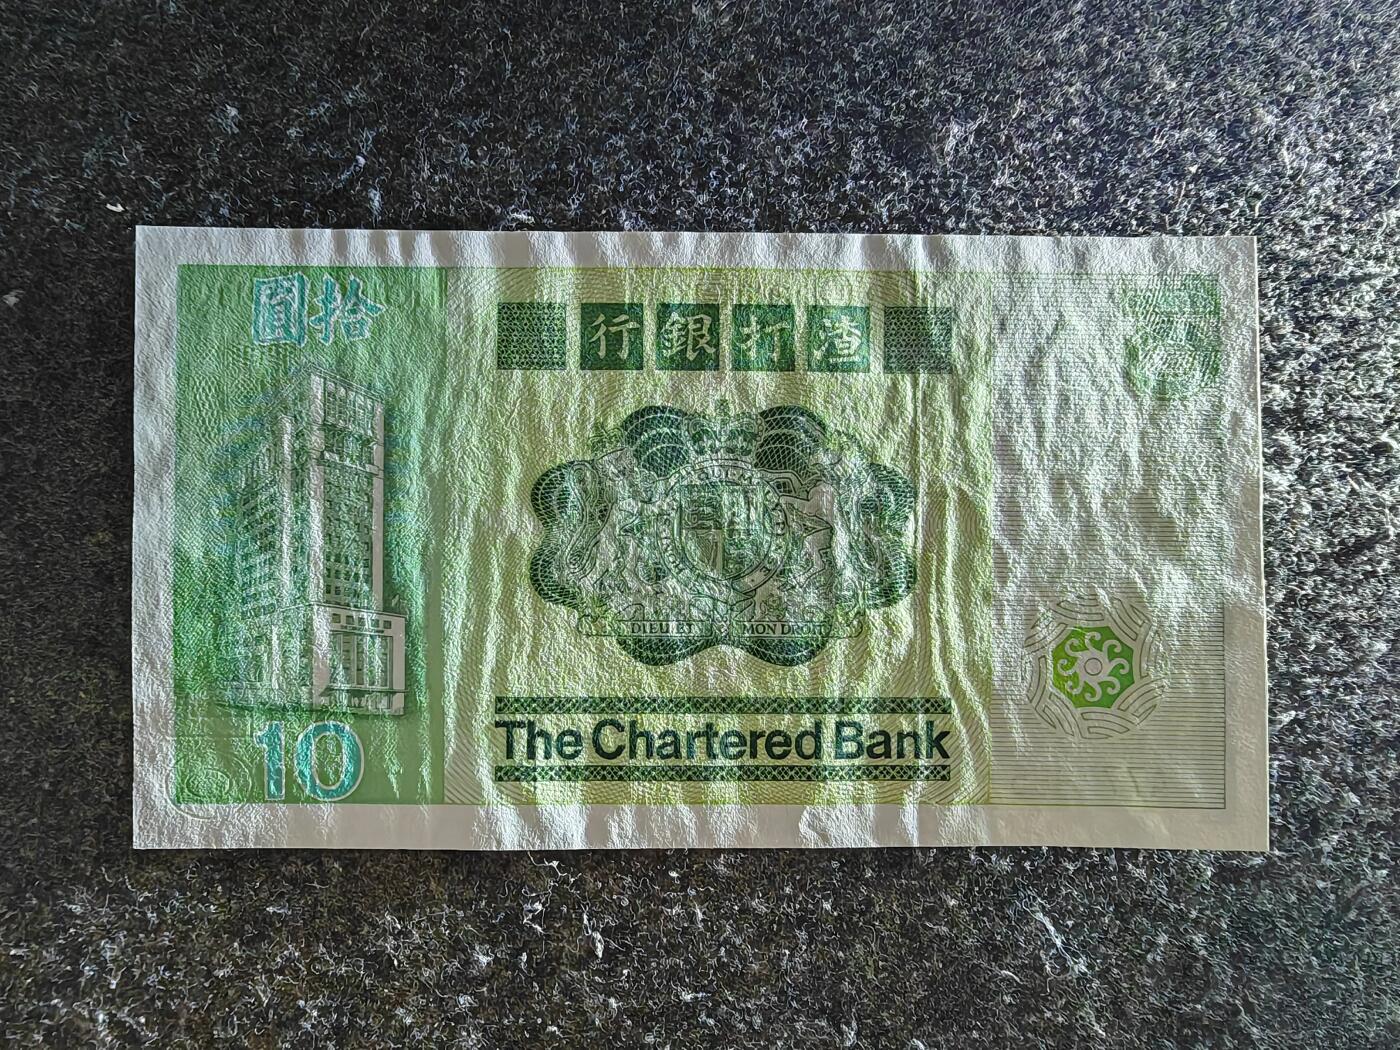 圓拾
行銀打渣
DIEU ET MON DROIT
The Chartered Bank
10